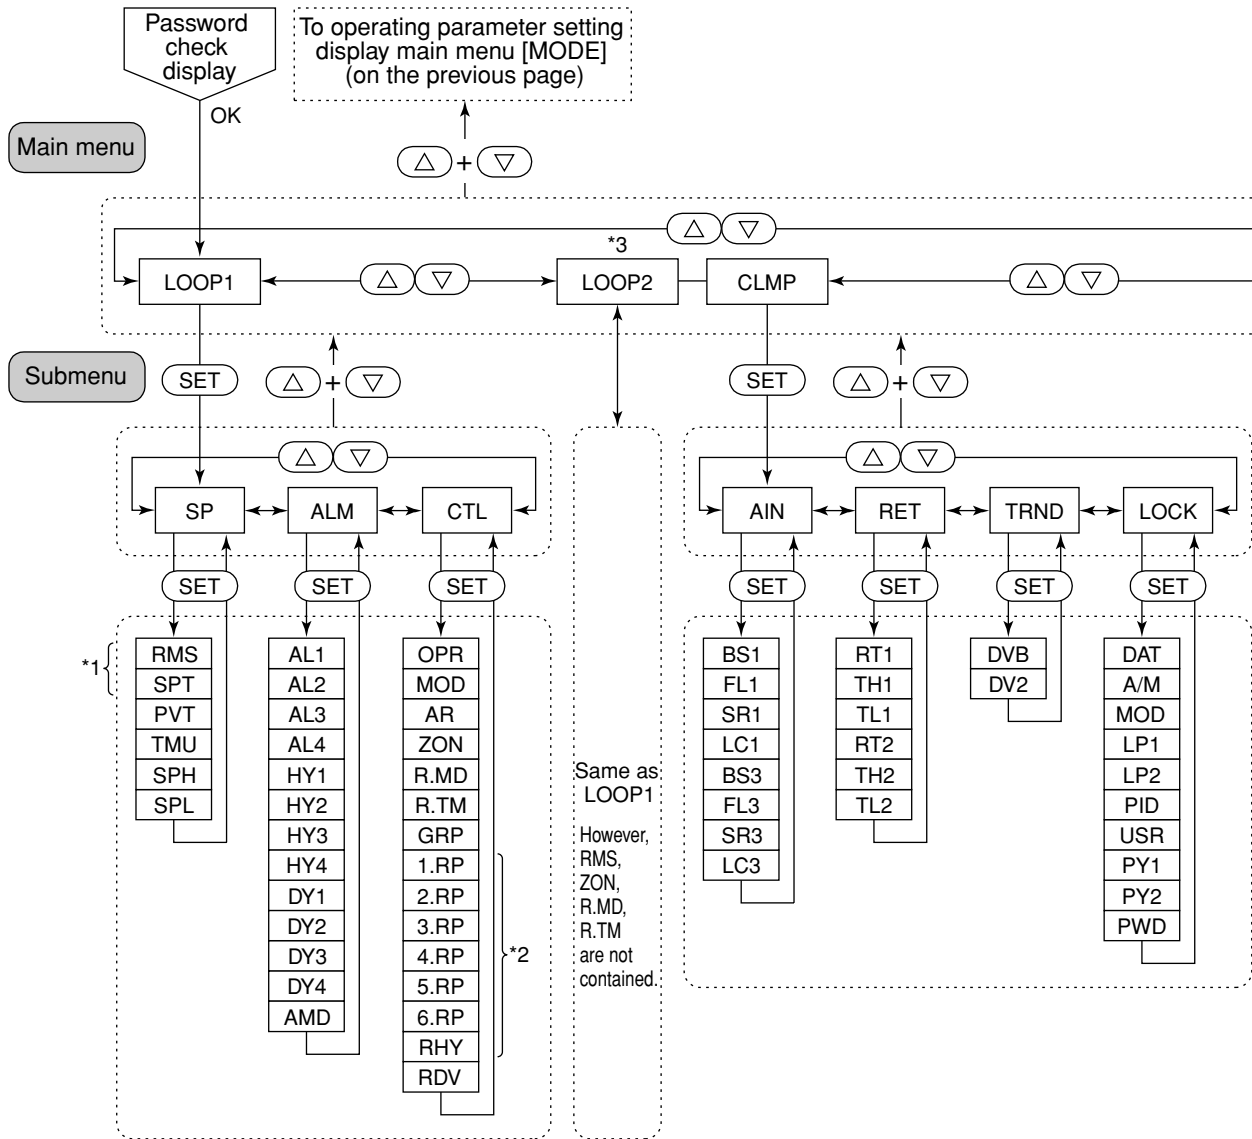 Password
check
display
To operating parameter setting
display main menu [MODE]
(on the previous page)
OK
Main menu
+
*3
LOOP1
LOOP2
CLMP
Submenu
SET
+
SET
+
SP
ALM
CTL
AIN
RET
TRND
LOCK
SET
SET
SET
SET
SET
SET
SET
*1
RMS
SPT
PVT
TMU
SPH
SPL
AL1
AL2
AL3
AL4
HY1
HY2
HY3
HY4
DY1
DY2
DY3
DY4
AMD
OPR
MOD
AR
ZON
R.MD
R.TM
GRP
1.RP
2.RP
3.RP
4.RP
5.RP
6.RP
RHY
RDV
*2
Same as
LOOP1
However,
RMS,
ZON,
R.MD,
R.TM
are not
contained.
BS1
FL1
SR1
LC1
BS3
FL3
SR3
LC3
RT1
TH1
TL1
RT2
TH2
TL2
DVB
DV2
DAT
A/M
MOD
LP1
LP2
PID
USR
PY1
PY2
PWD